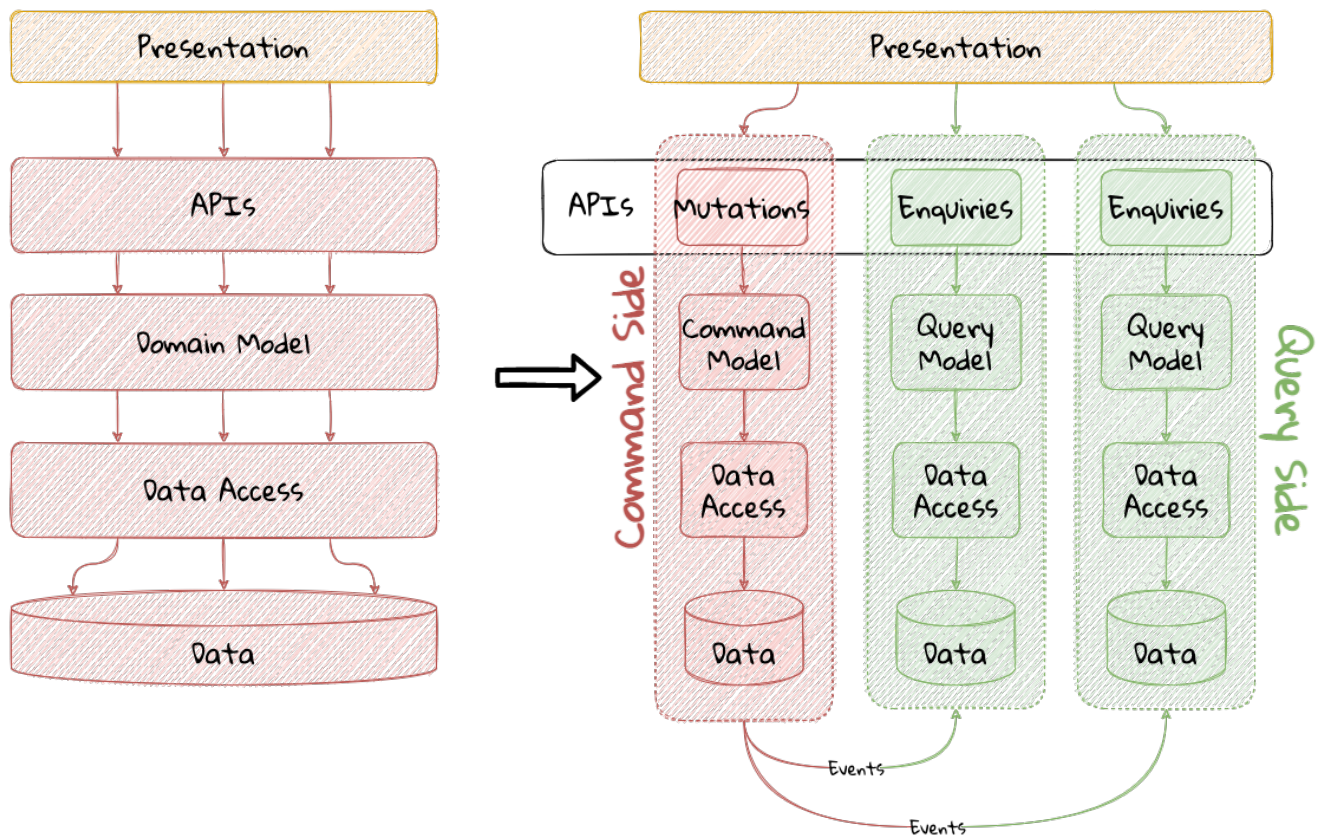 Presentation
APIs
Domain Model
Data Access
Data
Presentation
APIs
Mutations
Enquiries
Enquiries
Command Side
Command
Model
Query
Model
Query
Model
Query Side
Data
Access
Data
Access
Data
Access
Data
Data
Data
Events
Events